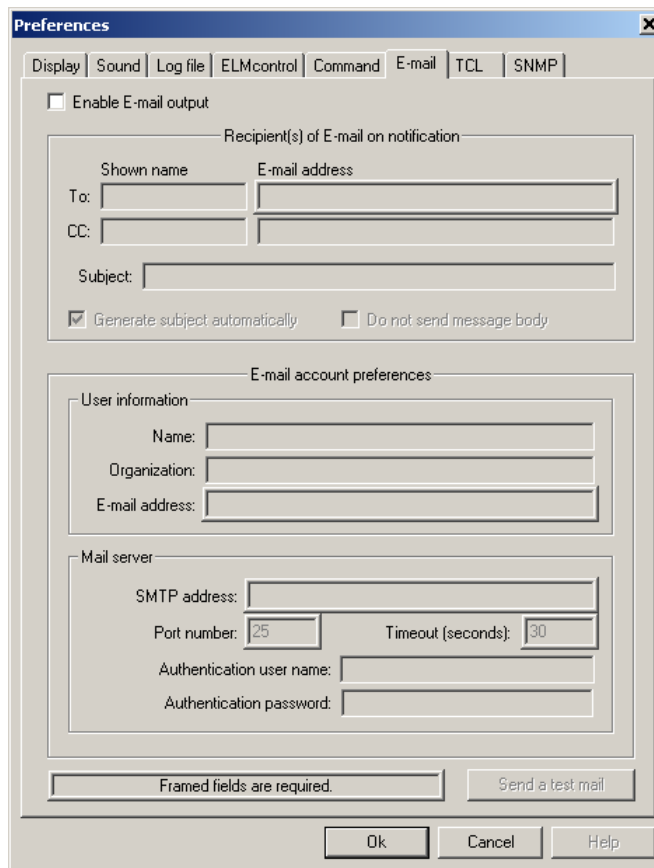 Preferences
Display Sound Log file ELMcontrol Command E-mail TCL SNMP
Enable E-mail output
Recipient(s) of E-mail on notification
Shown name E-mail address
To:
CC:
Subject:
Generate subject automatically Do not send message body
E-mail account preferences
User information
Name:
Organization:
E-mail address:
Mail server
SMTP address:
Port number: 25 Timeout (seconds): 30
Authentication user name:
Authentication password:
Framed fields are required. Send a test mail
Ok Cancel Help